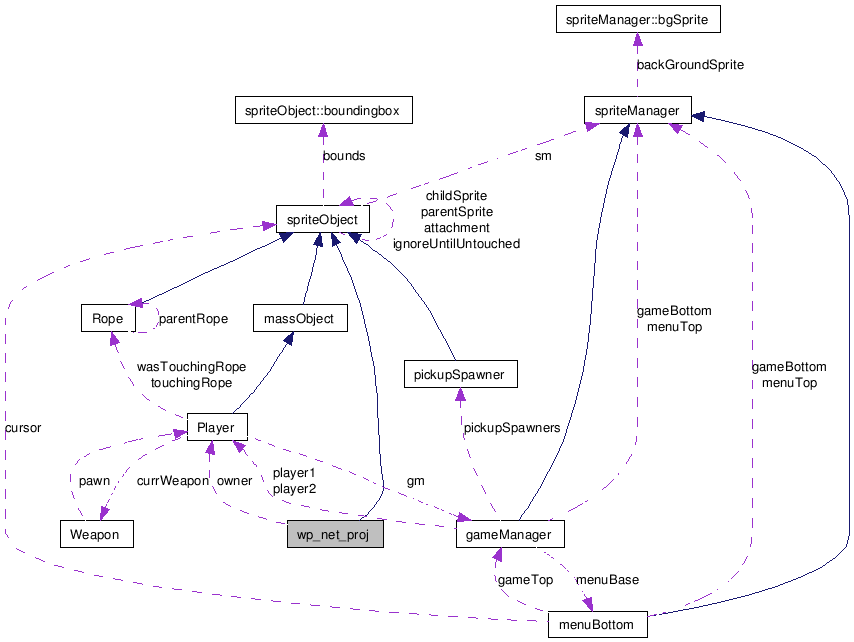 spriteManager::bgSprite
backGroundSprite
spriteObject::boundingbox
spriteManager
bounds
sm
childSprite
parentSprite
attachment
ignoreUntilUntouched
spriteObject
Rope
parentRope
massObject
gameBottom
menuTop
wasTouchingRope
touchingRope
pickupSpawner
gameBottom
menuTop
cursor
Player
pickupSpawners
pawn
currWeapon
owner
player1
player2
gm
Weapon
wp_net_proj
gameManager
gameTop
menuBase
menuBottom